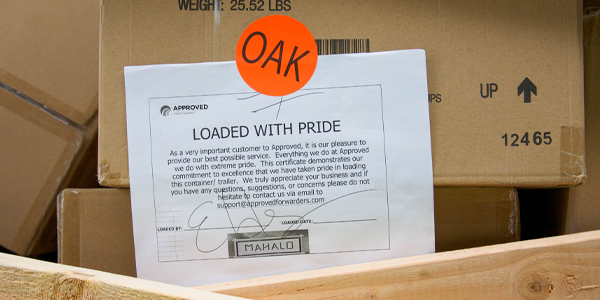 WEIGHT: 25.52 LBS
OAK
UPS
UP
12465
APPROVED
LOADED WITH PRIDE
As a very important customer to Approved, it is our pleasure to
provide our best possible service. Everything we do at Approved
we do with extreme pride. This certificate demonstrates our
commitment to excellence that we have taken pride in loading
this container/ trailer. We truly appreciate your business and if
you have any questions, suggestions, or concerns please do not
hesitate to contact us via email to
support@approvedforwarders.com
LOADED BY: LOADED DATE:
MAHALO